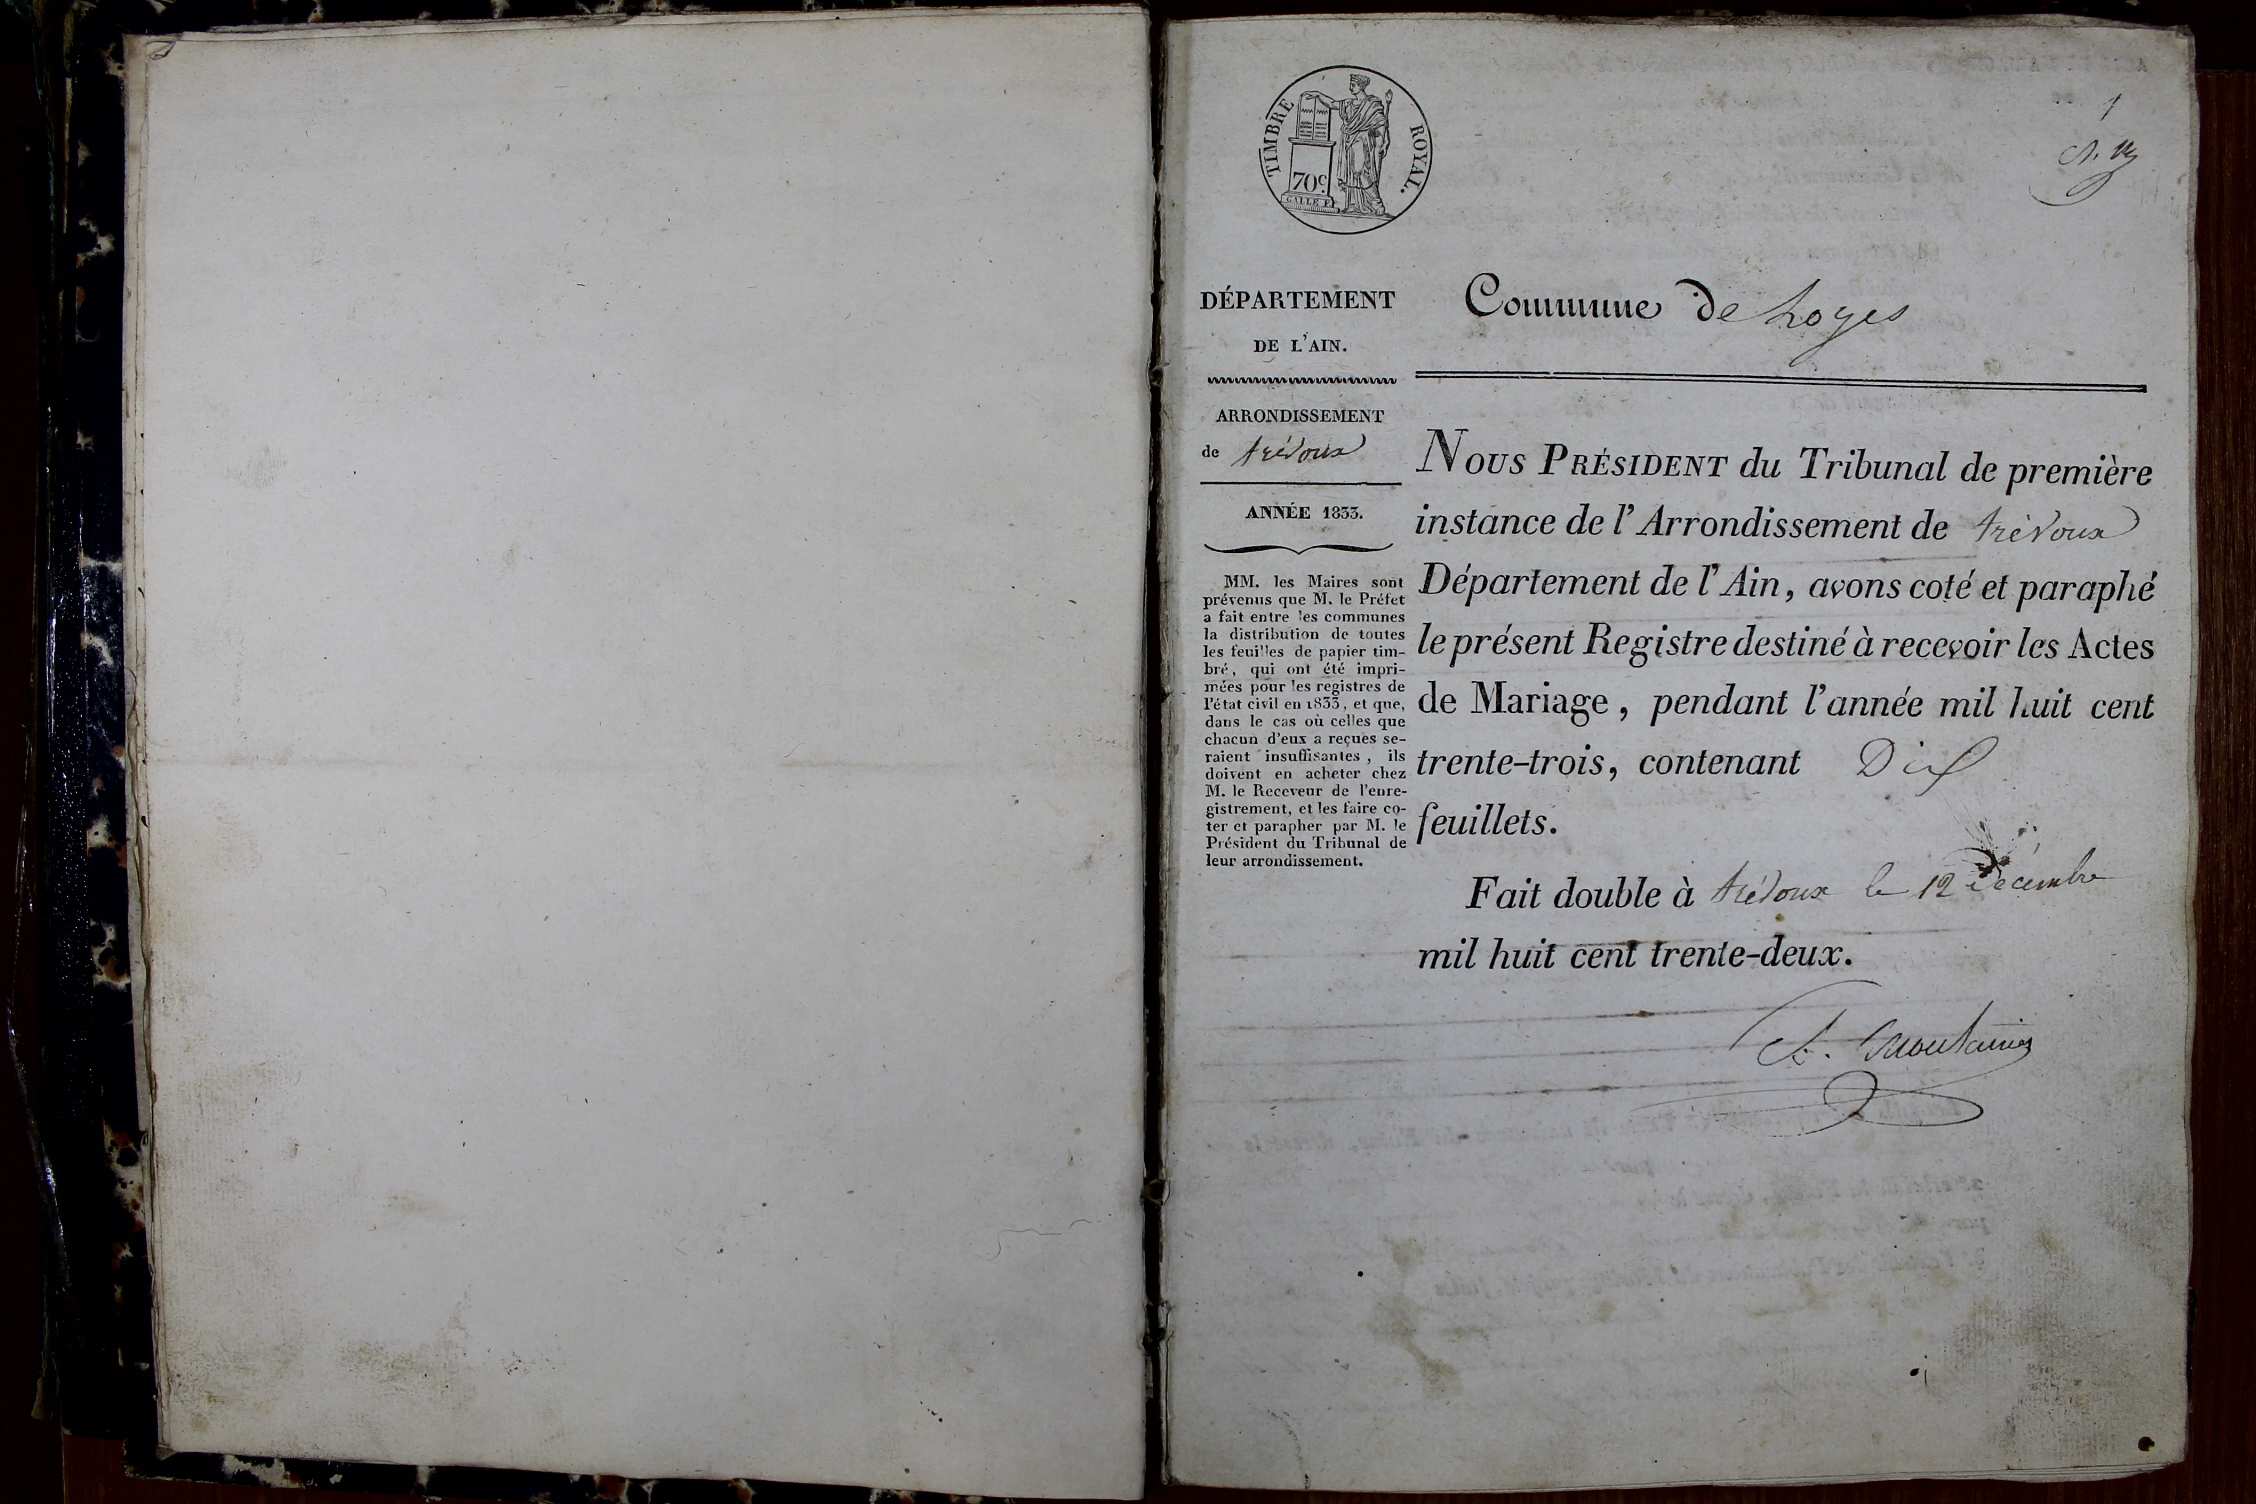 1
TIMBRE ROYAL.
70c.
DÉPARTEMENT
DE L'AIN.
ARRONDISSEMENT
de trévoux
ANNÉE 1833.
MM. les Maires sont
prévenus que M. le Préfet
a fait entre les communes
la distribution de toutes
les feuilles de papier tim-
bré, qui ont été impri-
mées pour les registres de
l'état civil en 1833, et que,
dans le cas où celles que
chacun d'eux a reçues se-
raient insuffisantes, ils
doivent en acheter chez
M. le Receveur de l'enre-
gistrement, et les faire co-
ter et parapher par M. le
Président du Tribunal de
leur arrondissement.
Commune de Loyes
NOUS PRÉSIDENT du Tribunal de première
instance de l'Arrondissement de trévoux
Département de l'Ain, avons coté et paraphé
le présent Registre destiné à recevoir les Actes
de Mariage, pendant l'année mil huit cent
trente-trois, contenant Dix
feuillets.
Fait double à trévoux le 12 décembre
mil huit cent trente-deux.